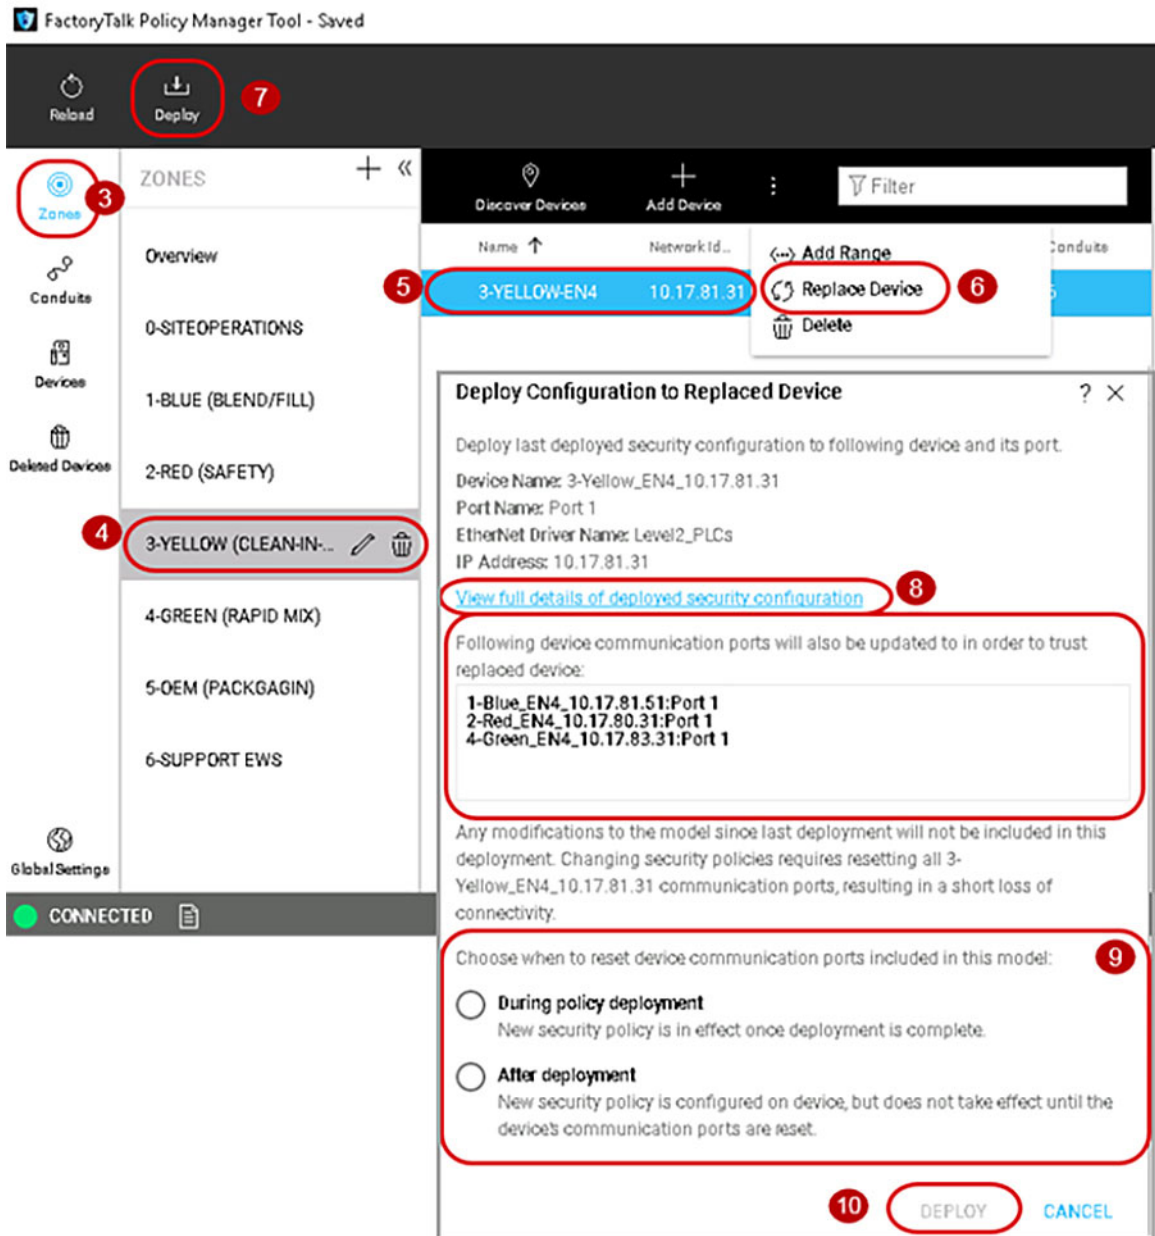 FactoryTalk Policy Manager Tool - Saved
Reload
Deploy
7
Zones
3
Conduits
Devices
Deleted Devices
Global Settings
CONNECTED
ZONES
Overview
0-SITEOPERATIONS
1-BLUE (BLEND/FILL)
2-RED (SAFETY)
4
3-YELLOW (CLEAN-IN-...
4-GREEN (RAPID MIX)
5-OEM (PACKGAGIN)
6-SUPPORT EWS
Discover Devices
Add Device
Filter
Name
Network Id...
Conduits
5
3-YELLOW-EN4 10.17.81.31
Add Range
Replace Device
6
Delete
Deploy Configuration to Replaced Device ?
Deploy last deployed security configuration to following device and its port.
Device Name: 3-Yellow_EN4_10.17.81.31
Port Name: Port 1
EtherNet Driver Name: Level2_PLCs
IP Address: 10.17.81.31
View full details of deployed security configuration
8
Following device communication ports will also be updated to in order to trust
replaced device:
1-Blue_EN4_10.17.81.51:Port 1
2-Red_EN4_10.17.80.31:Port 1
4-Green_EN4_10.17.83.31:Port 1
Any modifications to the model since last deployment will not be included in this
deployment. Changing security policies requires resetting all 3-
Yellow_EN4_10.17.81.31 communication ports, resulting in a short loss of
connectivity.
Choose when to reset device communication ports included in this model:
9
During policy deployment
New security policy is in effect once deployment is complete.
After deployment
New security policy is configured on device, but does not take effect until the
device's communication ports are reset.
10
DEPLOY
CANCEL